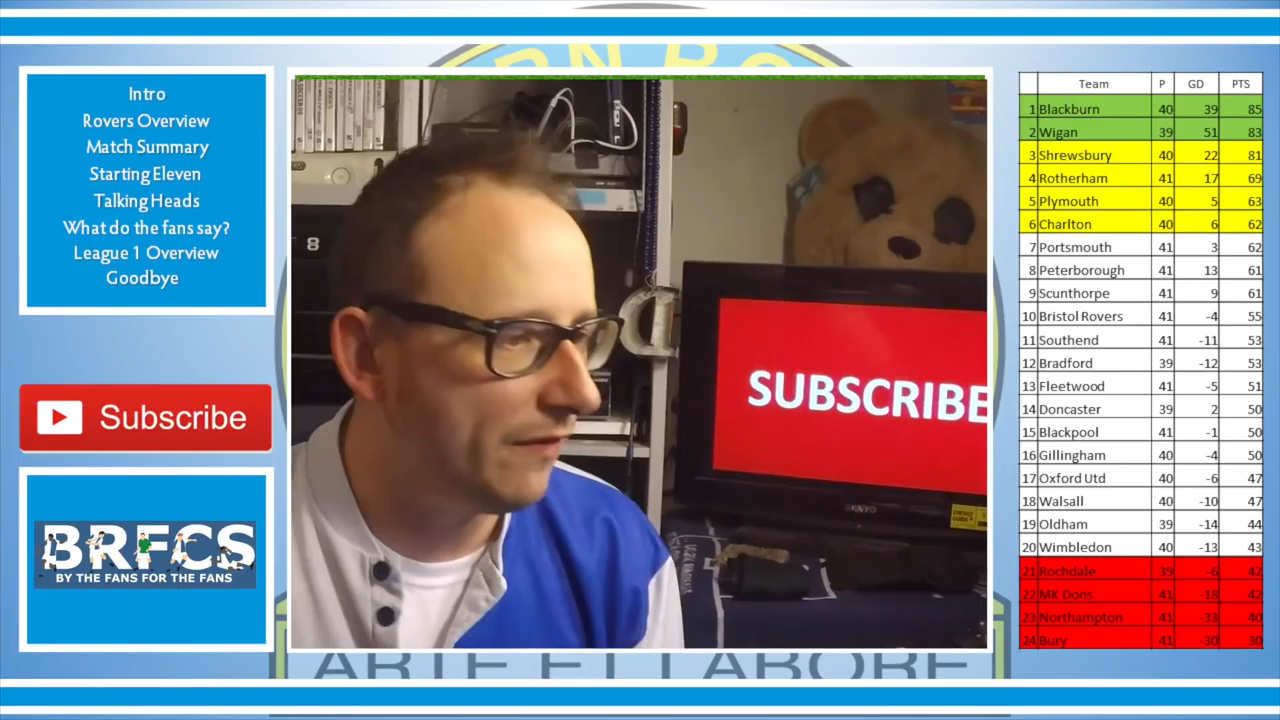 RN RO
Intro
Rovers Overview
Match Summary
Starting Eleven
Talking Heads
What do the fans say?
League 1 Overview
Goodbye
Subscribe
BRFCS
BY THE FANS FOR THE FANS
8
SUBSCRIBE
SONY
ARTE ET LABORE
Team P GD PTS
1 Blackburn 40 39 85
2 Wigan 39 51 83
3 Shrewsbury 40 22 81
4 Rotherham 41 17 69
5 Plymouth 40 5 63
6 Charlton 40 6 62
7 Portsmouth 41 3 62
8 Peterborough 41 13 61
9 Scunthorpe 41 9 61
10 Bristol Rovers 41 -4 55
11 Southend 41 -11 53
12 Bradford 39 -12 53
13 Fleetwood 41 -5 51
14 Doncaster 39 2 50
15 Blackpool 41 -1 50
16 Gillingham 40 -4 50
17 Oxford Utd 40 -6 47
18 Walsall 40 -10 47
19 Oldham 39 -14 44
20 Wimbledon 40 -13 43
21 Rochdale 39 -6 42
22 MK Dons 41 -18 42
23 Northampton 41 -33 40
24 Bury 41 -30 30